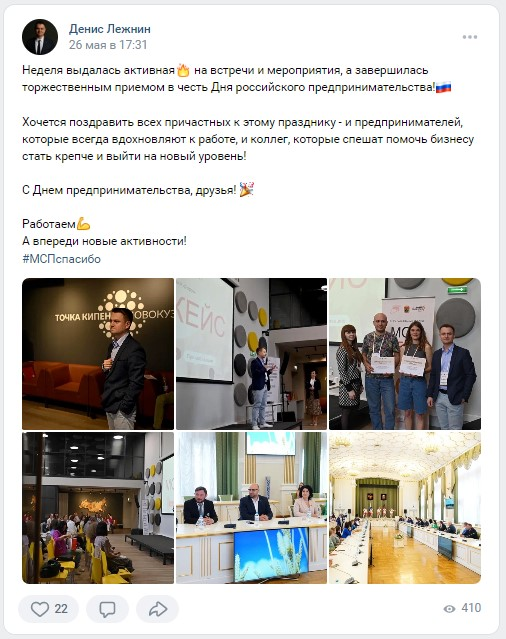 Денис Лежнин
26 мая в 17:31
Неделя выдалась активная🔥 на встречи и мероприятия, а завершилась
торжественным приемом в честь Дня российского предпринимательства!🇷🇺
Хочется поздравить всех причастных к этому празднику - и предпринимателей,
которые всегда вдохновляют к работе, и коллег, которые спешат помочь бизнесу
стать крепче и выйти на новый уровень!
С Днем предпринимательства, друзья! 🎉
Работаем💪
А впереди новые активности!
#МСПспасибо
ТОЧКА КИПЕН
ОВОКУЗ
КЕЙС
22
410